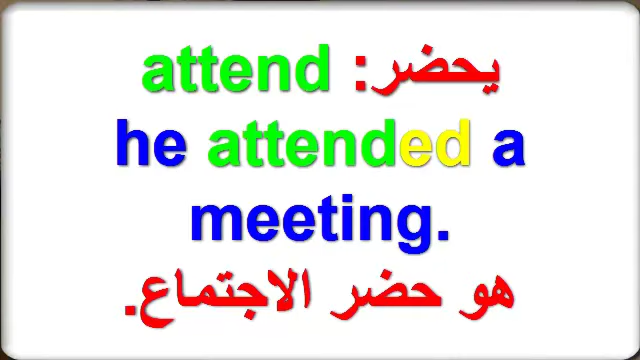 attend :يحضر
he attended a
meeting.
هو حضر الاجتماع.